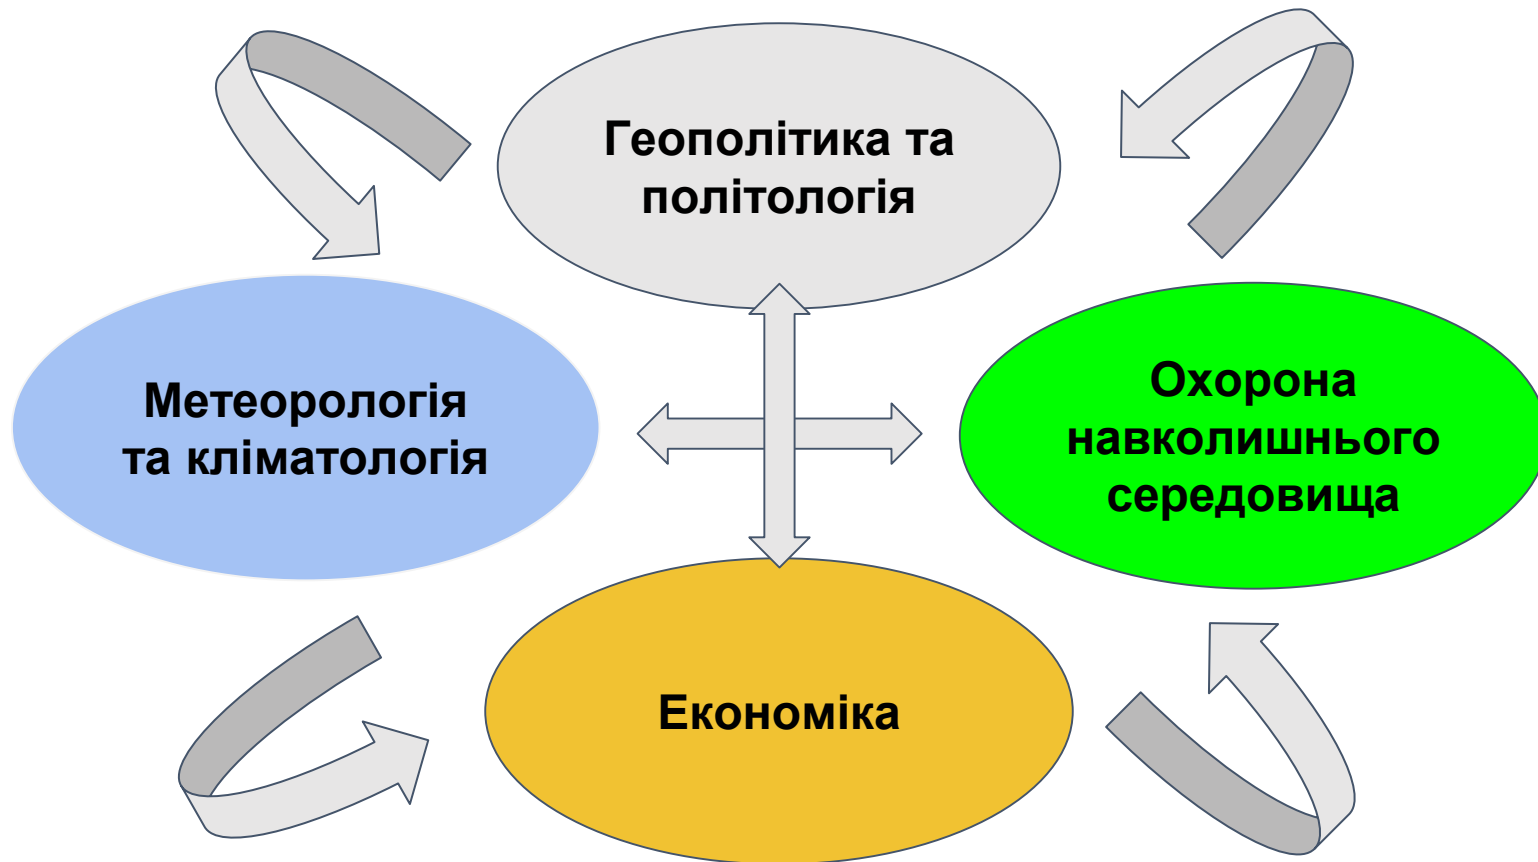 Геополітика та
політологія
Метеорологія
та кліматологія
Охорона
навколишнього
середовища
Економіка